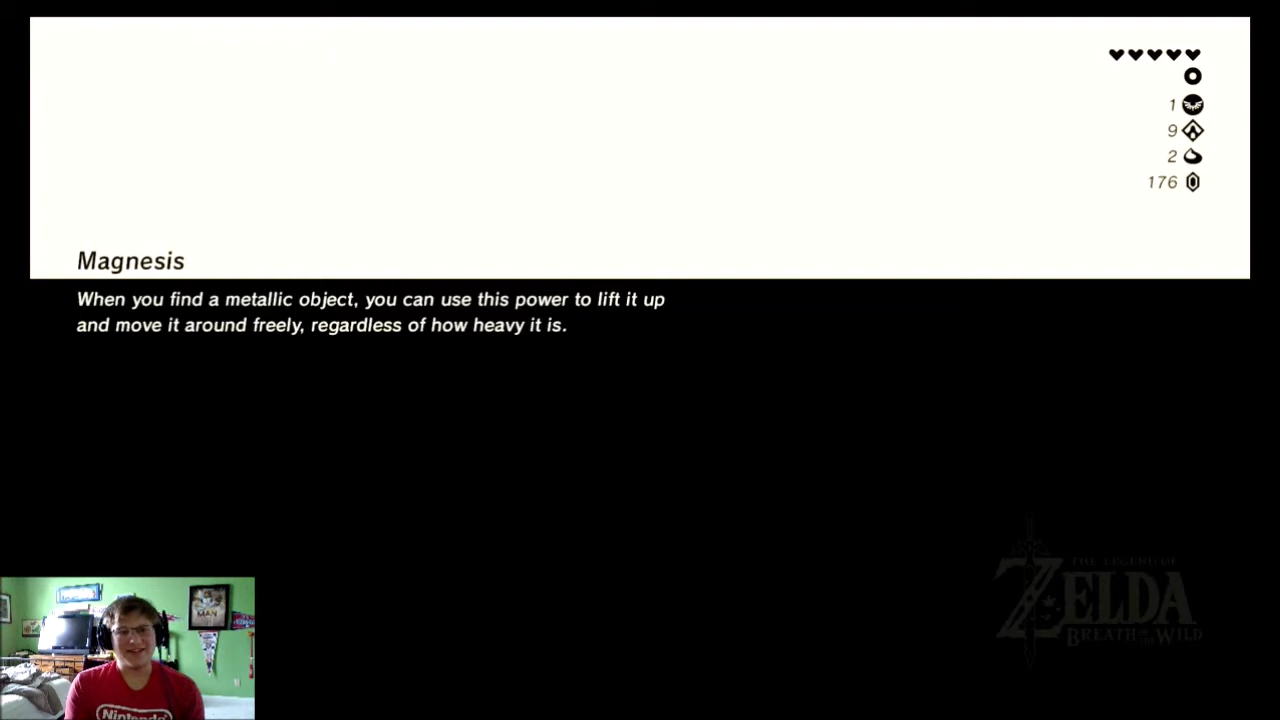 1
9
2
176
Magnesis
When you find a metallic object, you can use this power to lift it up
and move it around freely, regardless of how heavy it is.
THE LEGEND OF
ZELDA
BREATH OF THE WILD
MAN
Nintendo